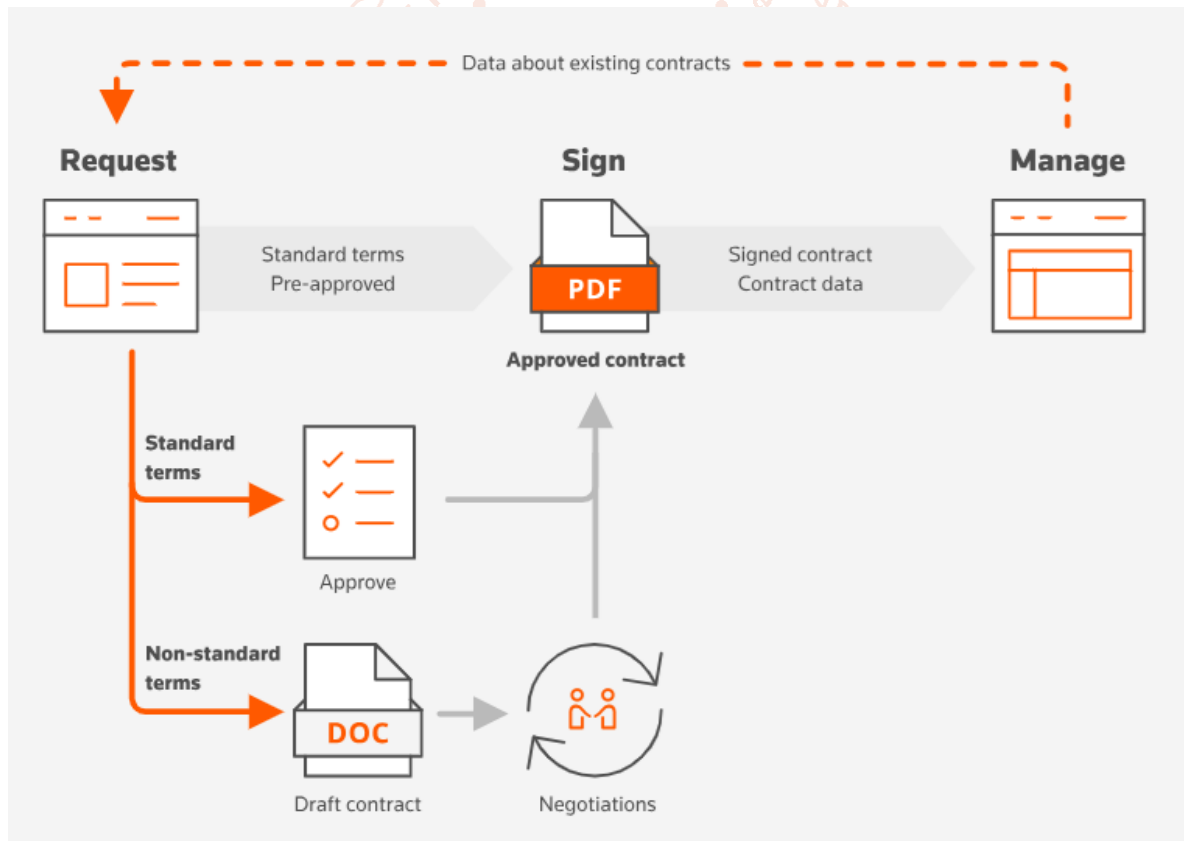 Data about existing contracts
Request
Sign
Manage
Standard terms
Pre-approved
PDF
Signed contract
Contract data
Approved contract
Standard
terms
Approve
Non-standard
terms
DOC
Draft contract
Negotiations